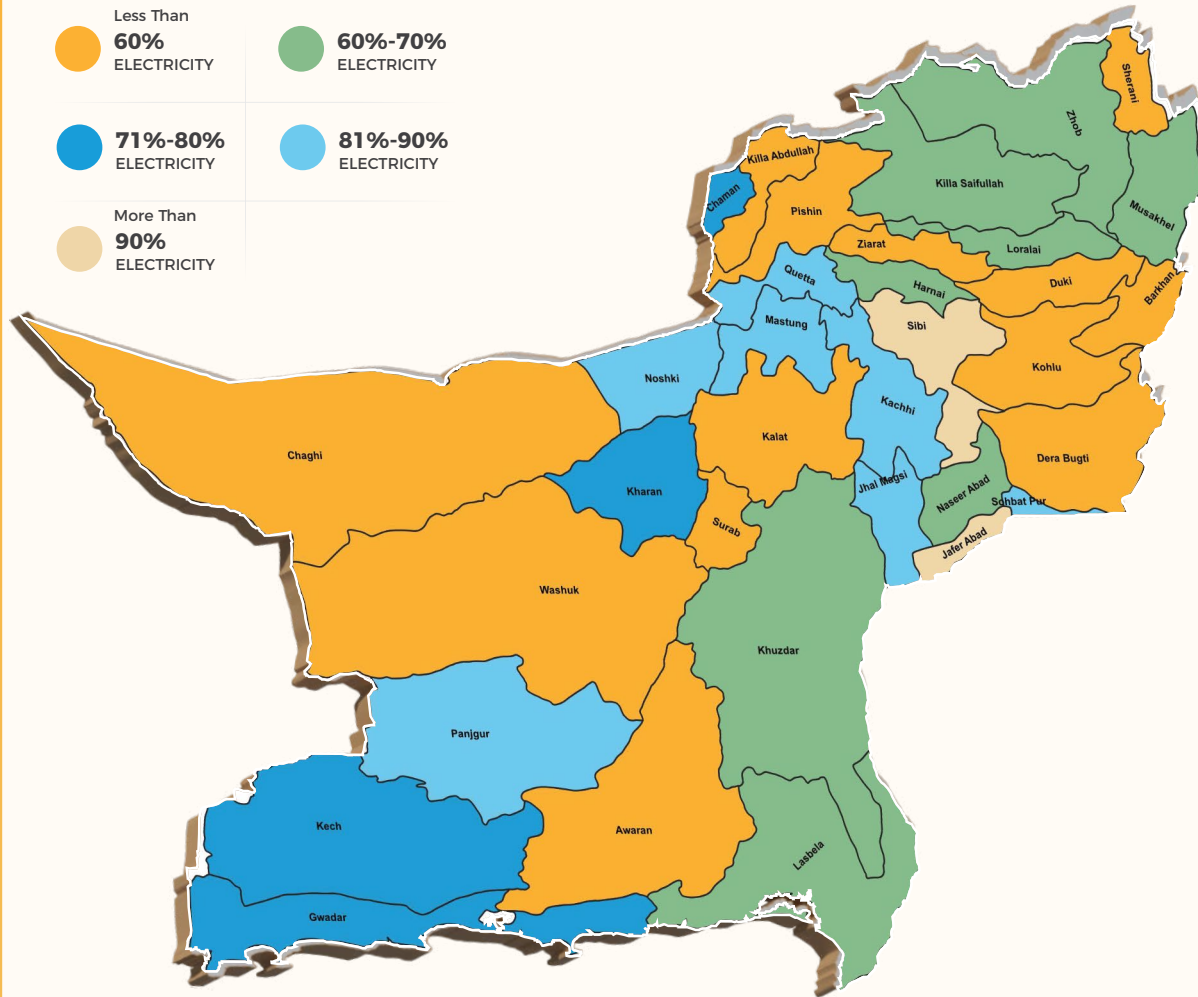 Less Than
60%
ELECTRICITY
60%-70%
ELECTRICITY
71%-80%
ELECTRICITY
81%-90%
ELECTRICITY
More Than
90%
ELECTRICITY
Sherani
Zhob
Killa Abdullah
Chaman
Killa Saifullah
Pishin
Musakhel
Ziarat
Loralai
Quetta
Harnai
Duki
Barkhan
Mastung
Sibi
Noshki
Kohlu
Kachhi
Kalat
Chaghi
Dera Bugti
Jhal Magsi
Kharan
Naseer Abad
Sohbat Pur
Surab
Jafer Abad
Washuk
Khuzdar
Panjgur
Kech
Awaran
Lasbela
Gwadar